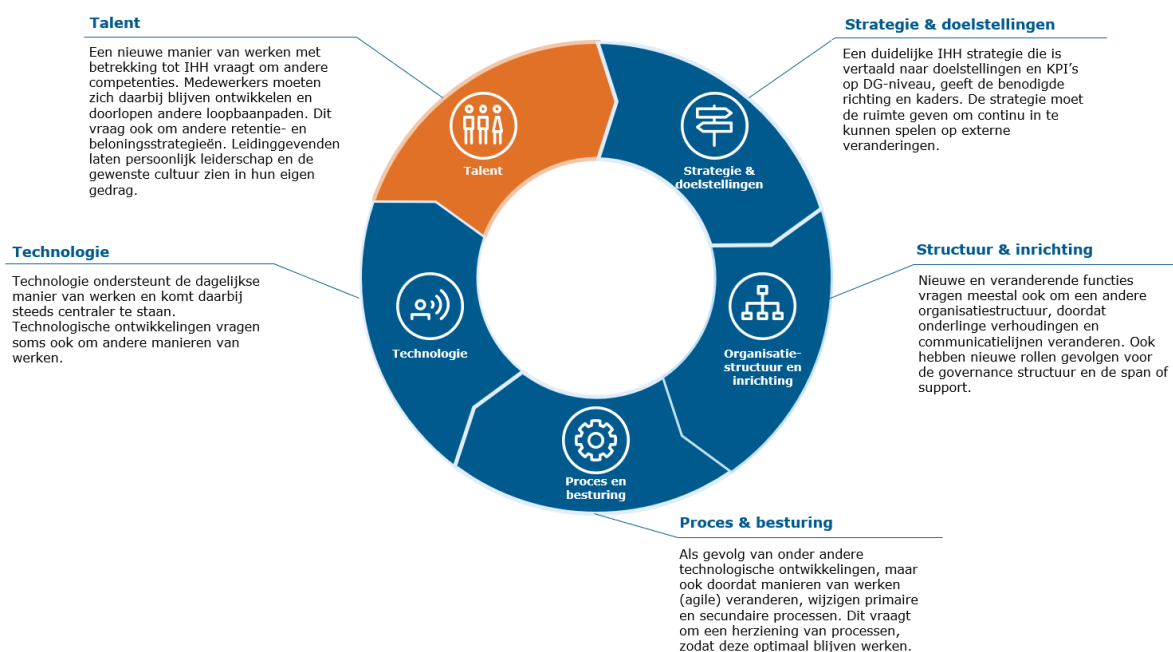 Talent
Een nieuwe manier van werken met
betrekking tot IHH vraagt om andere
competenties. Medewerkers moeten
zich daarbij blijven ontwikkelen en
doorlopen andere loopbaanpaden. Dit
vraag ook om andere retentie- en
beloningsstrategieën. Leidinggevenden
laten persoonlijk leiderschap en de
gewenste cultuur zien in hun eigen
gedrag.
Strategie & doelstellingen
Een duidelijke IHH strategie die is
vertaald naar doelstellingen en KPI’s
op DG-niveau, geeft de benodigde
richting en kaders. De strategie moet
de ruimte geven om continu in te
kunnen spelen op externe
veranderingen.
Talent
Strategie &
doelstellingen
Technologie
Technologie ondersteunt de dagelijkse
manier van werken en komt daarbij
steeds centraler te staan.
Technologische ontwikkelingen vragen
soms ook om andere manieren van
werken.
Structuur & inrichting
Nieuwe en veranderende functies
vragen meestal ook om een andere
organisatiestructuur, doordat
onderlinge verhoudingen en
communicatielijnen veranderen. Ook
hebben nieuwe rollen gevolgen voor
de governance structuur en de span of
support.
Technologie
Organisatie-
structuur en
inrichting
Proces en
besturing
Proces & besturing
Als gevolg van onder andere
technologische ontwikkelingen, maar
ook doordat manieren van werken
(agile) veranderen, wijzigen primaire
en secundaire processen. Dit vraagt
om een herziening van processen,
zodat deze optimaal blijven werken.